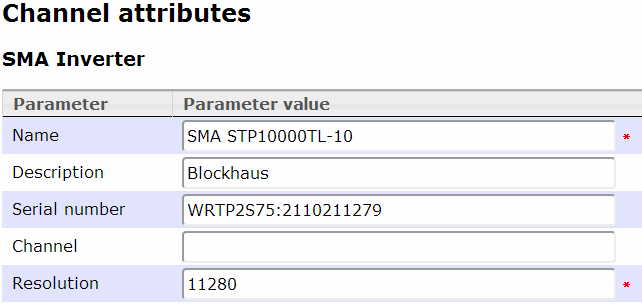 Channel attributes
SMA Inverter
Parameter Parameter value
Name SMA STP10000TL-10 *
Description Blockhaus
Serial number WRTP2S75:2110211279
Channel
Resolution 11280 *